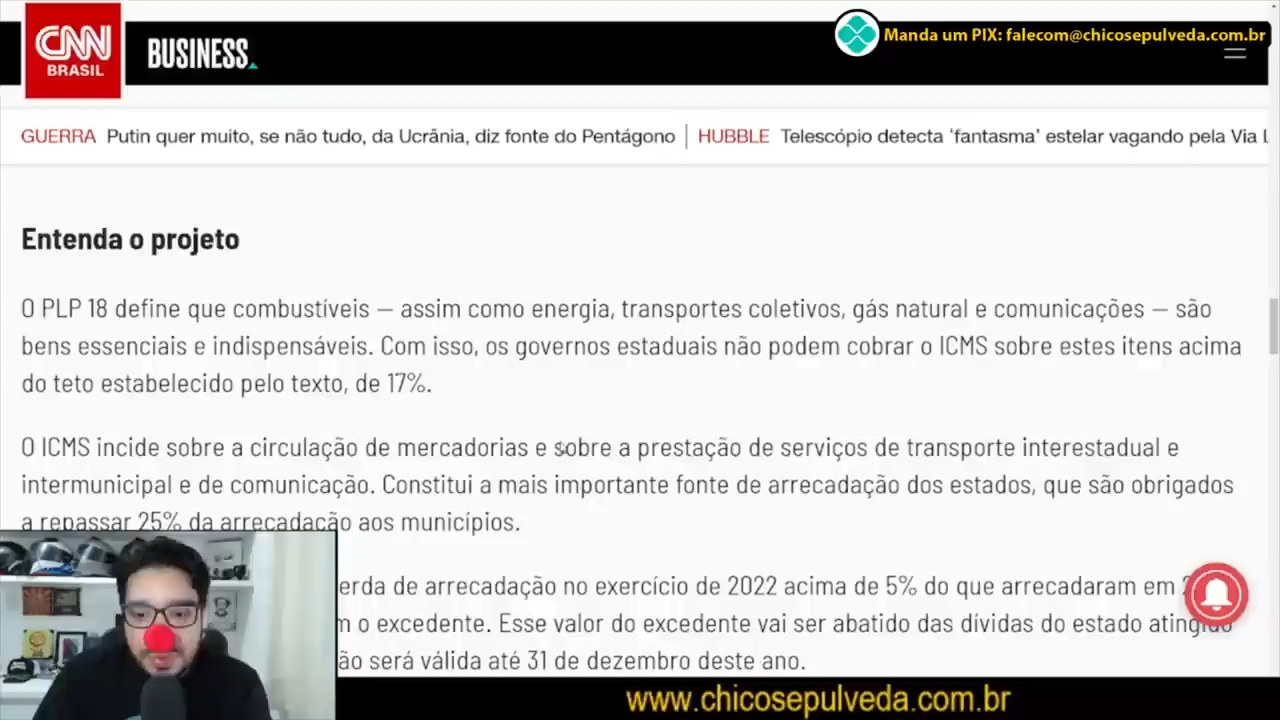 CNN
BRASIL
BUSINESS
Manda um PIX: falecom@chicosepulveda.com.br
GUERRA Putin quer muito, se não tudo, da Ucrânia, diz fonte do Pentágono | HUBBLE Telescópio detecta 'fantasma' estelar vagando pela Via
Entenda o projeto
O PLP 18 define que combustíveis — assim como energia, transportes coletivos, gás natural e comunicações — são
bens essenciais e indispensáveis. Com isso, os governos estaduais não podem cobrar o ICMS sobre estes itens acima
do teto estabelecido pelo texto, de 17%.
O ICMS incide sobre a circulação de mercadorias e sobre a prestação de serviços de transporte interestadual e
intermunicipal e de comunicação. Constitui a mais importante fonte de arrecadação dos estados, que são obrigados
a repassar 25% da arrecadação aos municípios.
erda de arrecadação no exercício de 2022 acima de 5% do que arrecadaram em
o excedente. Esse valor do excedente vai ser abatido das dívidas do estado atingido
ão será válida até 31 de dezembro deste ano.
www.chicosepulveda.com.br